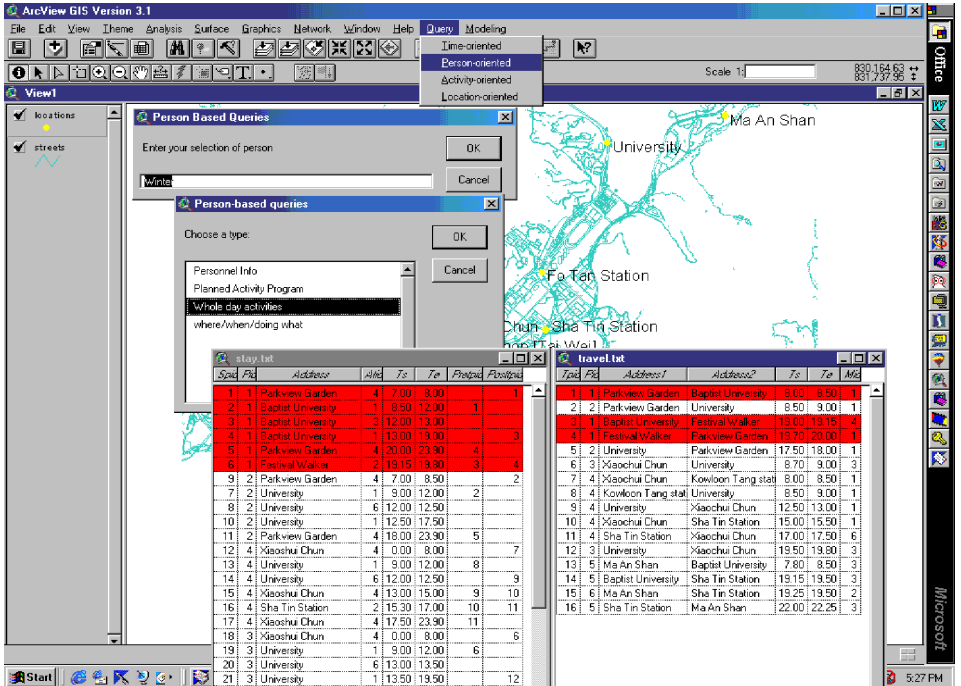 ArcView GIS Version 3.1
File Edit View Theme Analysis Surface Graphics Network Window Help Query Modeling
Time-oriented
Person-oriented
Activity-oriented
Location-oriented
Scale 1:
830,164.63
831,737.95
View1
locations
streets
Ma An Shan
University
Fo Tan Station
Sha Tin Station
Person Based Queries
Enter your selection of person
OK
Winter
Cancel
Person-based queries
Choose a type:
OK
Cancel
Personnel Info
Planned Activity Program
Whole day activities
where/when/doing what
stay.txt
Spid Pid Address Atid Ts Te Pretpid Posttpid
1 1 Parkview Garden 4 7.00 8.00 1
2 1 Baptist University 1 8.50 12.00 1
3 1 Baptist University 3 12.00 13.00
4 1 Baptist University 1 13.00 19.00 3
5 1 Parkview Garden 4 20.00 23.90 4
6 1 Festival Walker 2 19.15 19.80 3 4
9 2 Parkview Garden 4 7.00 8.50 2
7 2 University 1 9.00 12.00 2
8 2 University 6 12.00 12.50
10 2 University 1 12.50 17.50
11 2 Parkview Garden 4 18.00 23.90 5
12 4 Xiaoshui Chun 4 0.00 8.00 7
13 4 University 1 9.00 12.00 8
14 4 University 6 12.00 12.50 9
15 4 Xiaoshui Chun 4 13.00 15.00 9 10
16 4 Sha Tin Station 2 15.30 17.00 10 11
17 4 Xiaoshui Chun 4 17.50 23.90 11
18 3 Xiaoshui Chun 4 0.00 8.00 6
19 3 University 1 9.00 12.00 6
20 3 University 6 13.00 13.50
21 3 University 1 13.50 19.50 12
travel.txt
Tpid Pid Address1 Address2 Ts Te Mid
1 1 Parkview Garden Baptist University 8.00 8.50 1
2 2 Parkview Garden University 8.50 9.00 1
3 1 Baptist University Festival Walker 19.00 19.15 4
4 1 Festival Walker Parkview Garden 19.70 20.00 1
5 2 University Parkview Garden 17.50 18.00 1
6 3 Xiaochui Chun University 8.70 9.00 3
7 4 Xiaochui Chun Kowloon Tang stati 8.00 8.50 1
8 4 Kowloon Tang stati University 8.50 9.00 1
9 4 University Xiaochui Chun 12.50 13.00 1
10 4 Xiaochui Chun Sha Tin Station 15.00 15.50 1
11 4 Sha Tin Station Xiaochui Chun 17.00 17.50 6
12 3 University Xiaochui Chun 19.50 19.80 3
13 5 Ma An Shan Baptist University 7.80 8.50 3
14 5 Baptist University Sha Tin Station 19.15 19.50 3
15 6 Ma An Shan Sha Tin Station 19.25 19.50 2
16 5 Sha Tin Station Ma An Shan 22.00 22.25 3
Office
Microsoft
Start
5:27 PM